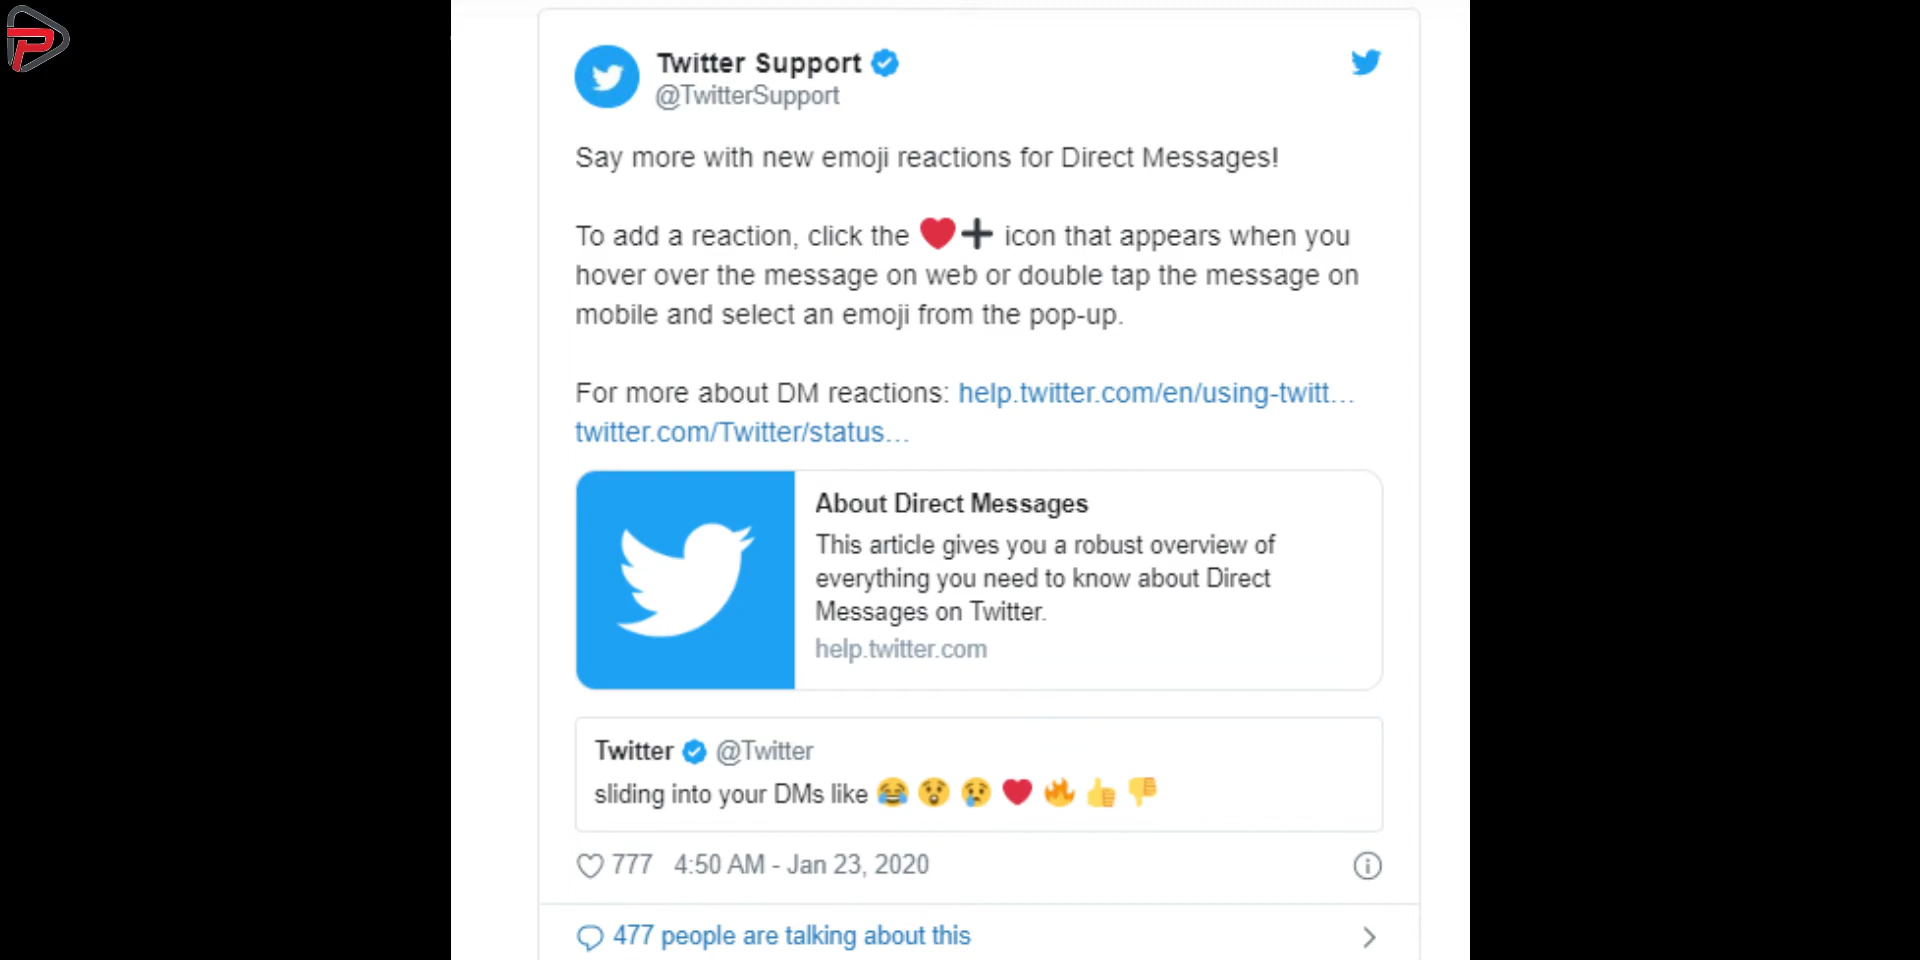 Twitter Support
@TwitterSupport
Say more with new emoji reactions for Direct Messages!
To add a reaction, click the ❤️➕ icon that appears when you
hover over the message on web or double tap the message on
mobile and select an emoji from the pop-up.
For more about DM reactions: help.twitter.com/en/using-twitt…
twitter.com/Twitter/status…
About Direct Messages
This article gives you a robust overview of
everything you need to know about Direct
Messages on Twitter.
help.twitter.com
Twitter @Twitter
sliding into your DMs like 😂😲😢❤️🔥👍👎
777 4:50 AM - Jan 23, 2020
477 people are talking about this